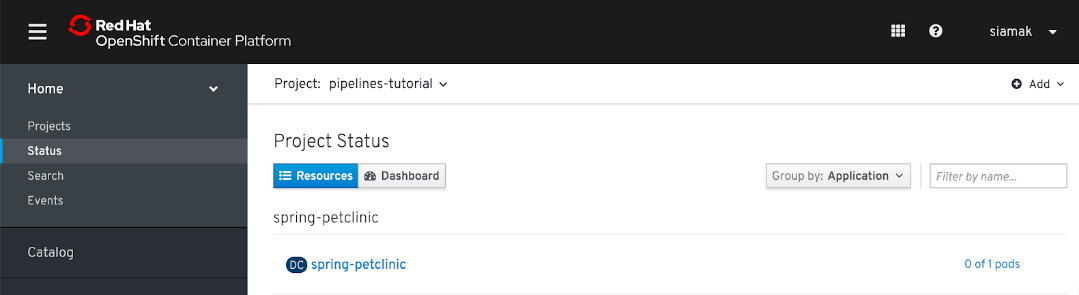 Red Hat
OpenShift Container Platform
siamak
Home
Project: pipelines-tutorial
Add
Projects
Status
Search
Events
Catalog
Project Status
Resources
Dashboard
Group by: Application
Filter by name...
spring-petclinic
DC spring-petclinic
0 of 1 pods